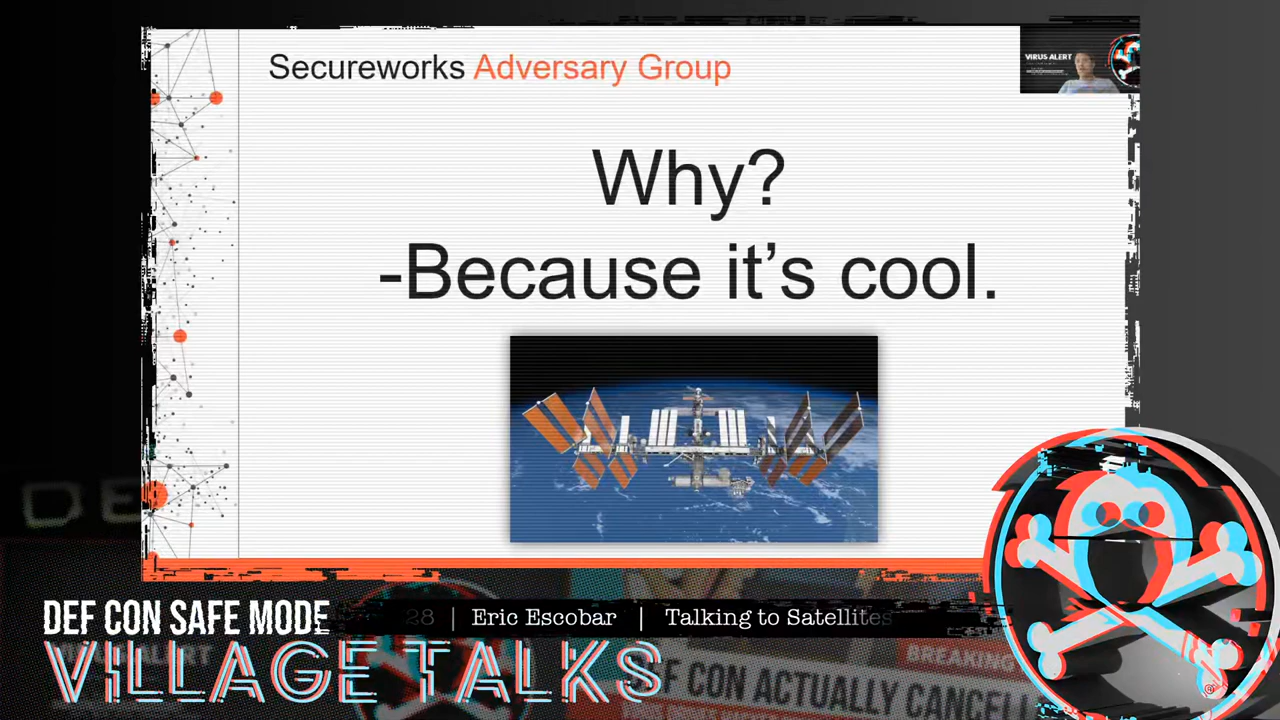 Secureworks Adversary Group
VIRUS ALERT
Why?
-Because it's cool.
DEF CON SAFE MODE
28 | Eric Escobar | Talking to Satellites
VILLAGE TALKS
BREAKING
DEF CON ACTUALLY CANCELL